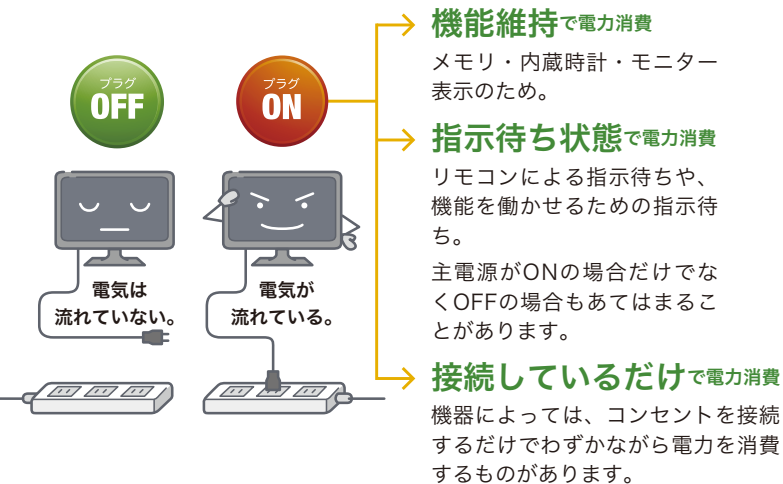 プラグ
OFF
プラグ
ON
電気は
流れていない。
電気が
流れている。
機能維持で電力消費
メモリ・内蔵時計・モニター
表示のため。
指示待ち状態で電力消費
リモコンによる指示待ちや、
機能を働かせるための指示待
ち。
主電源がONの場合だけでな
くOFFの場合もあてはまるこ
とがあります。
接続しているだけで電力消費
機器によっては、コンセントを接続
するだけでわずかながら電力を消費
するものがあります。